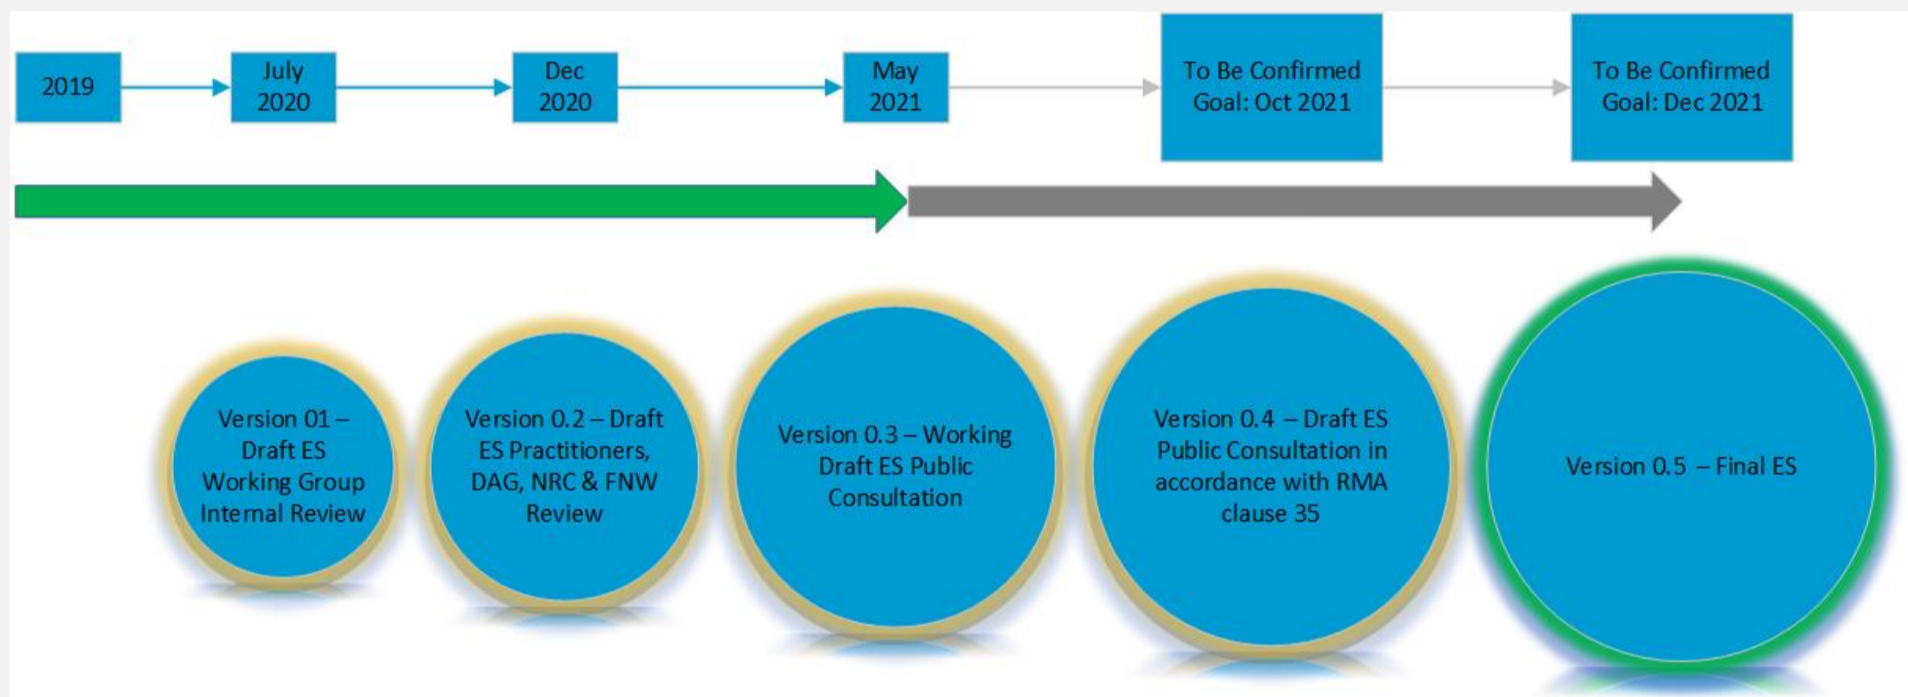 2019
July
2020
Dec
2020
May
2021
To Be Confirmed
Goal: Oct 2021
To Be Confirmed
Goal: Dec 2021
Version 01 –
Draft ES
Working Group
Internal Review
Version 0.2 – Draft
ES Practitioners,
DAG, NRC & FNW
Review
Version 0.3 – Working
Draft ES Public
Consultation
Version 0.4 – Draft ES
Public Consultation in
accordance with RMA
clause 35
Version 0.5 – Final ES